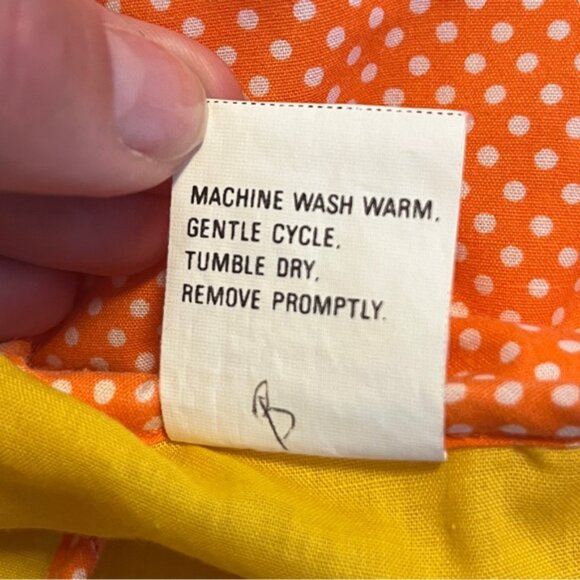 MACHINE WASH WARM.
GENTLE CYCLE.
TUMBLE DRY.
REMOVE PROMPTLY.
B